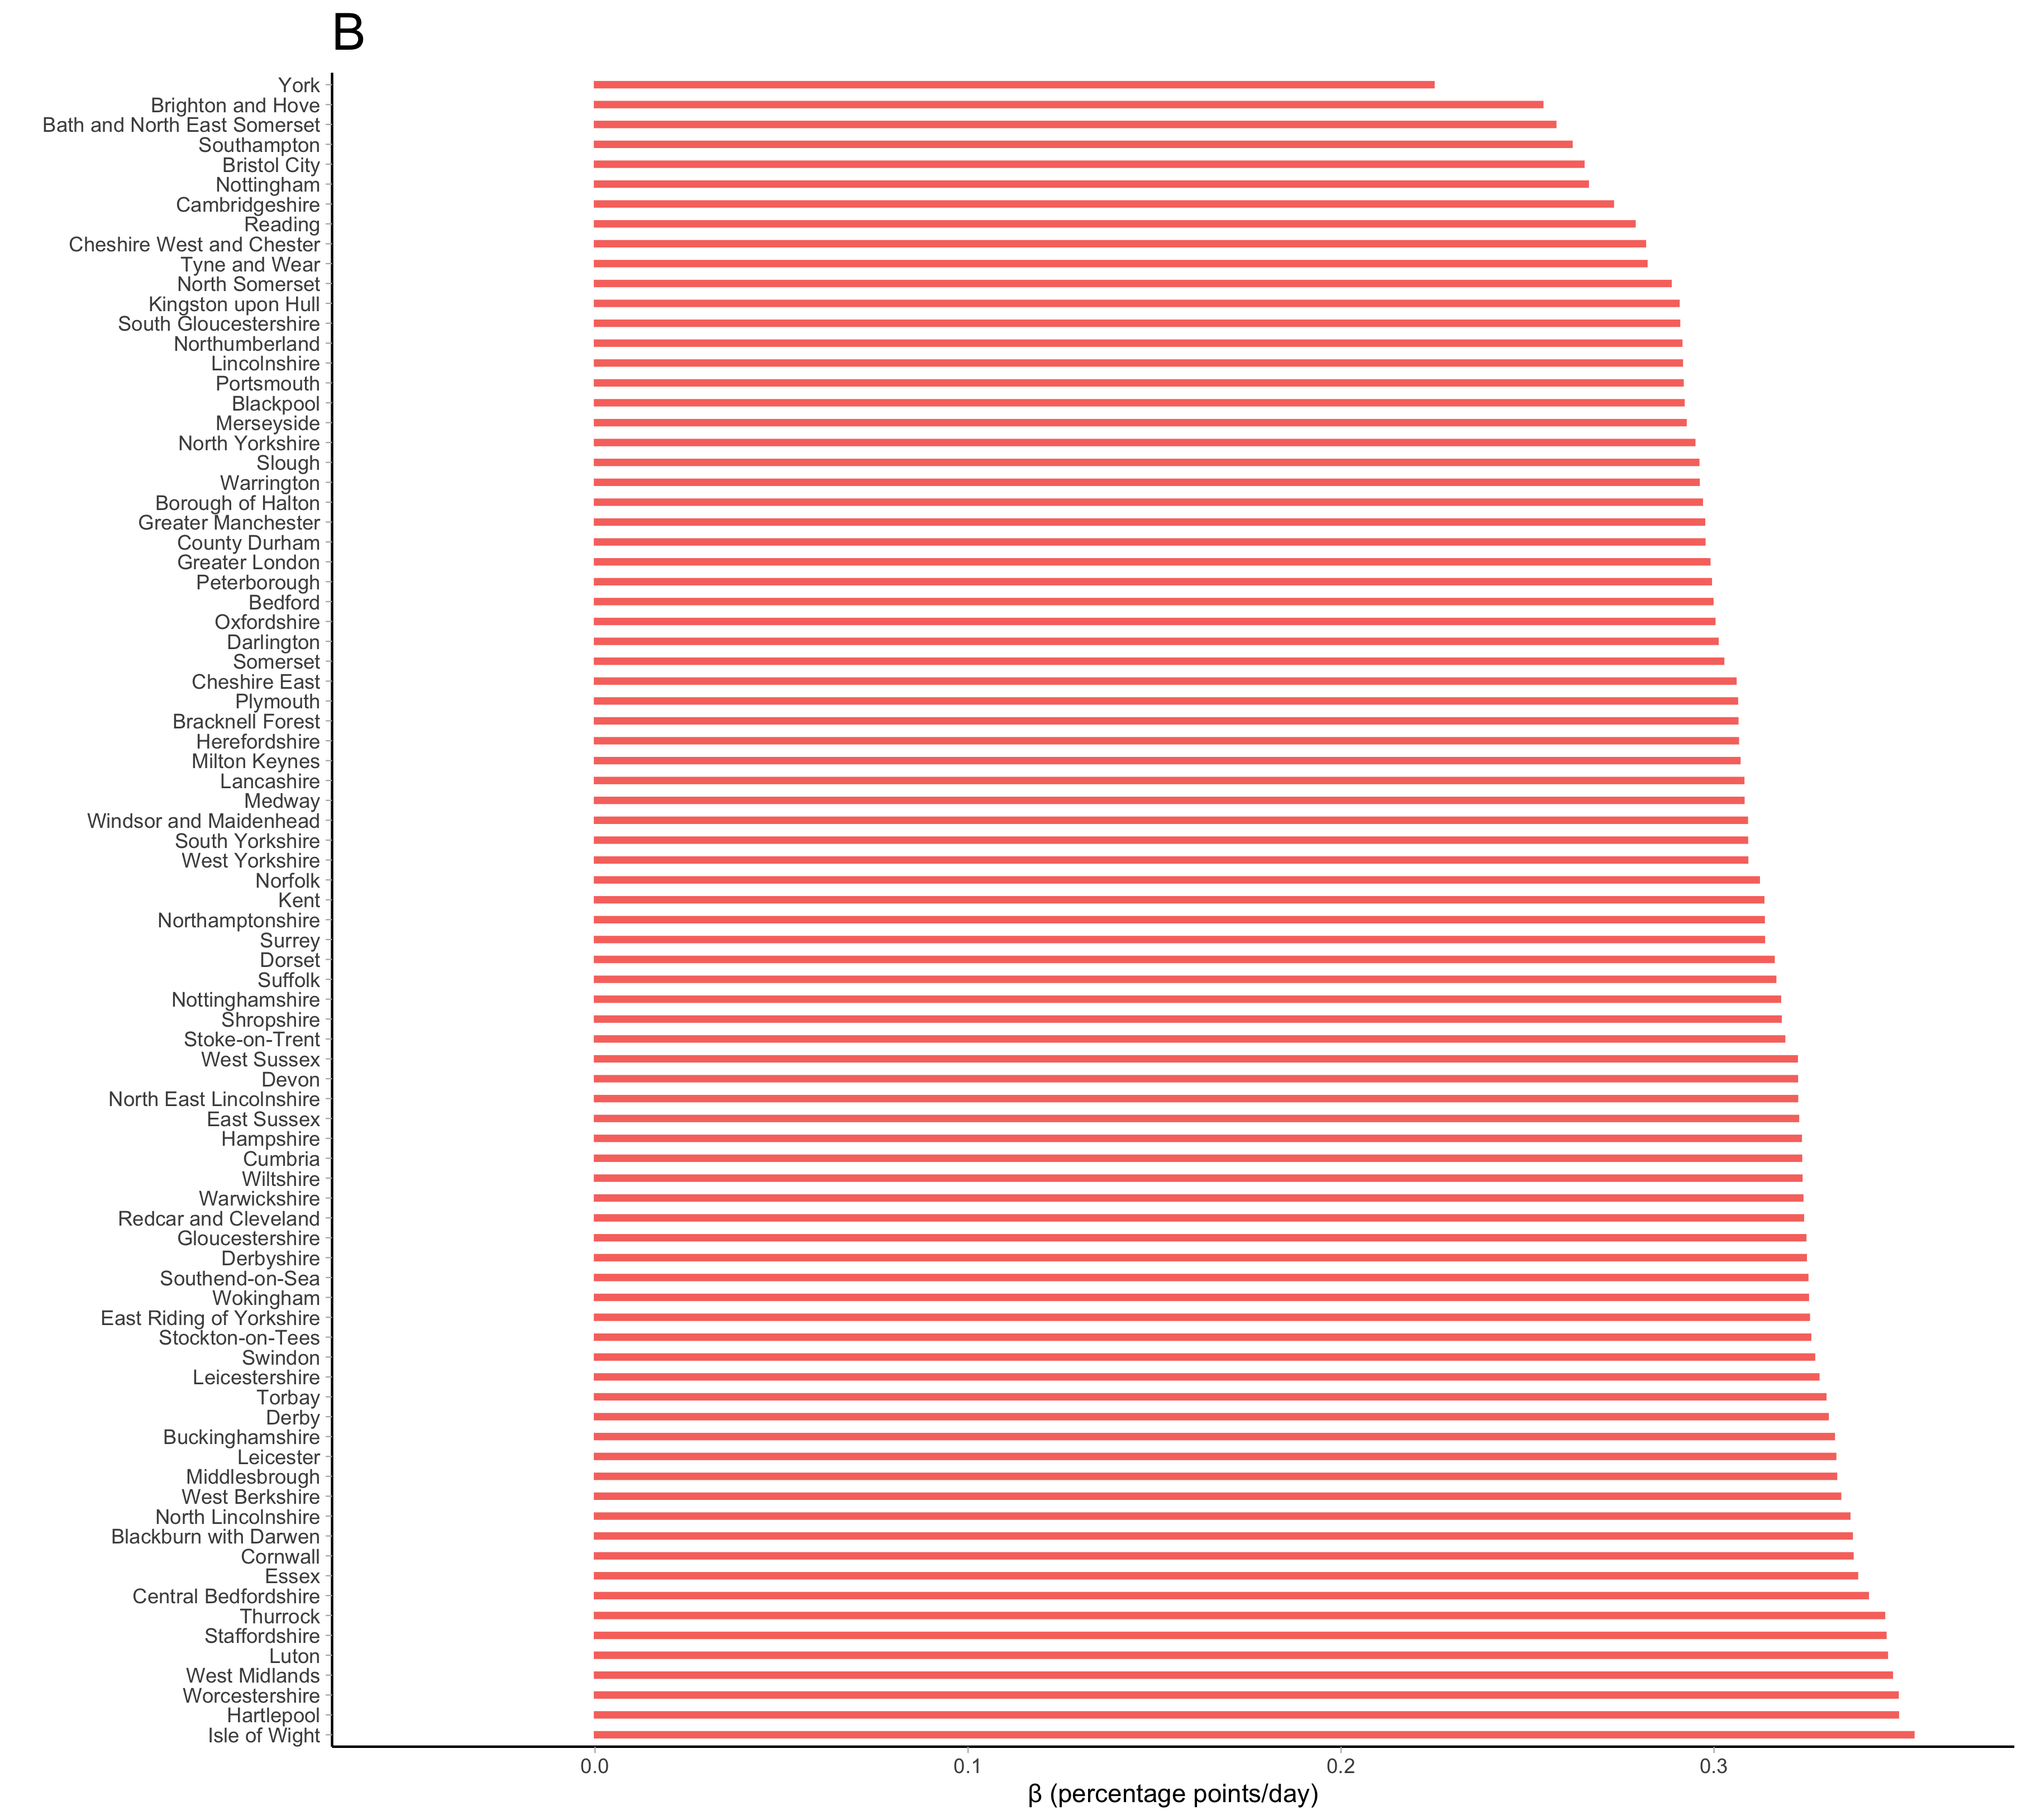 B
York
Brighton and Hove
Bath and North East Somerset
Southampton
Bristol City
Nottingham
Cambridgeshire
Reading
Cheshire West and Chester
Tyne and Wear
North Somerset
Kingston upon Hull
South Gloucestershire
Northumberland
Lincolnshire
Portsmouth
Blackpool
Merseyside
North Yorkshire
Slough
Warrington
Borough of Halton
Greater Manchester
County Durham
Greater London
Peterborough
Bedford
Oxfordshire
Darlington
Somerset
Cheshire East
Plymouth
Bracknell Forest
Herefordshire
Milton Keynes
Lancashire
Medway
Windsor and Maidenhead
South Yorkshire
West Yorkshire
Norfolk
Kent
Northamptonshire
Surrey
Dorset
Suffolk
Nottinghamshire
Shropshire
Stoke-on-Trent
West Sussex
Devon
North East Lincolnshire
East Sussex
Hampshire
Cumbria
Wiltshire
Warwickshire
Redcar and Cleveland
Gloucestershire
Derbyshire
Southend-on-Sea
Wokingham
East Riding of Yorkshire
Stockton-on-Tees
Swindon
Leicestershire
Torbay
Derby
Buckinghamshire
Leicester
Middlesbrough
West Berkshire
North Lincolnshire
Blackburn with Darwen
Cornwall
Essex
Central Bedfordshire
Thurrock
Staffordshire
Luton
West Midlands
Worcestershire
Hartlepool
Isle of Wight
0.0 0.1 0.2 0.3
β (percentage points/day)